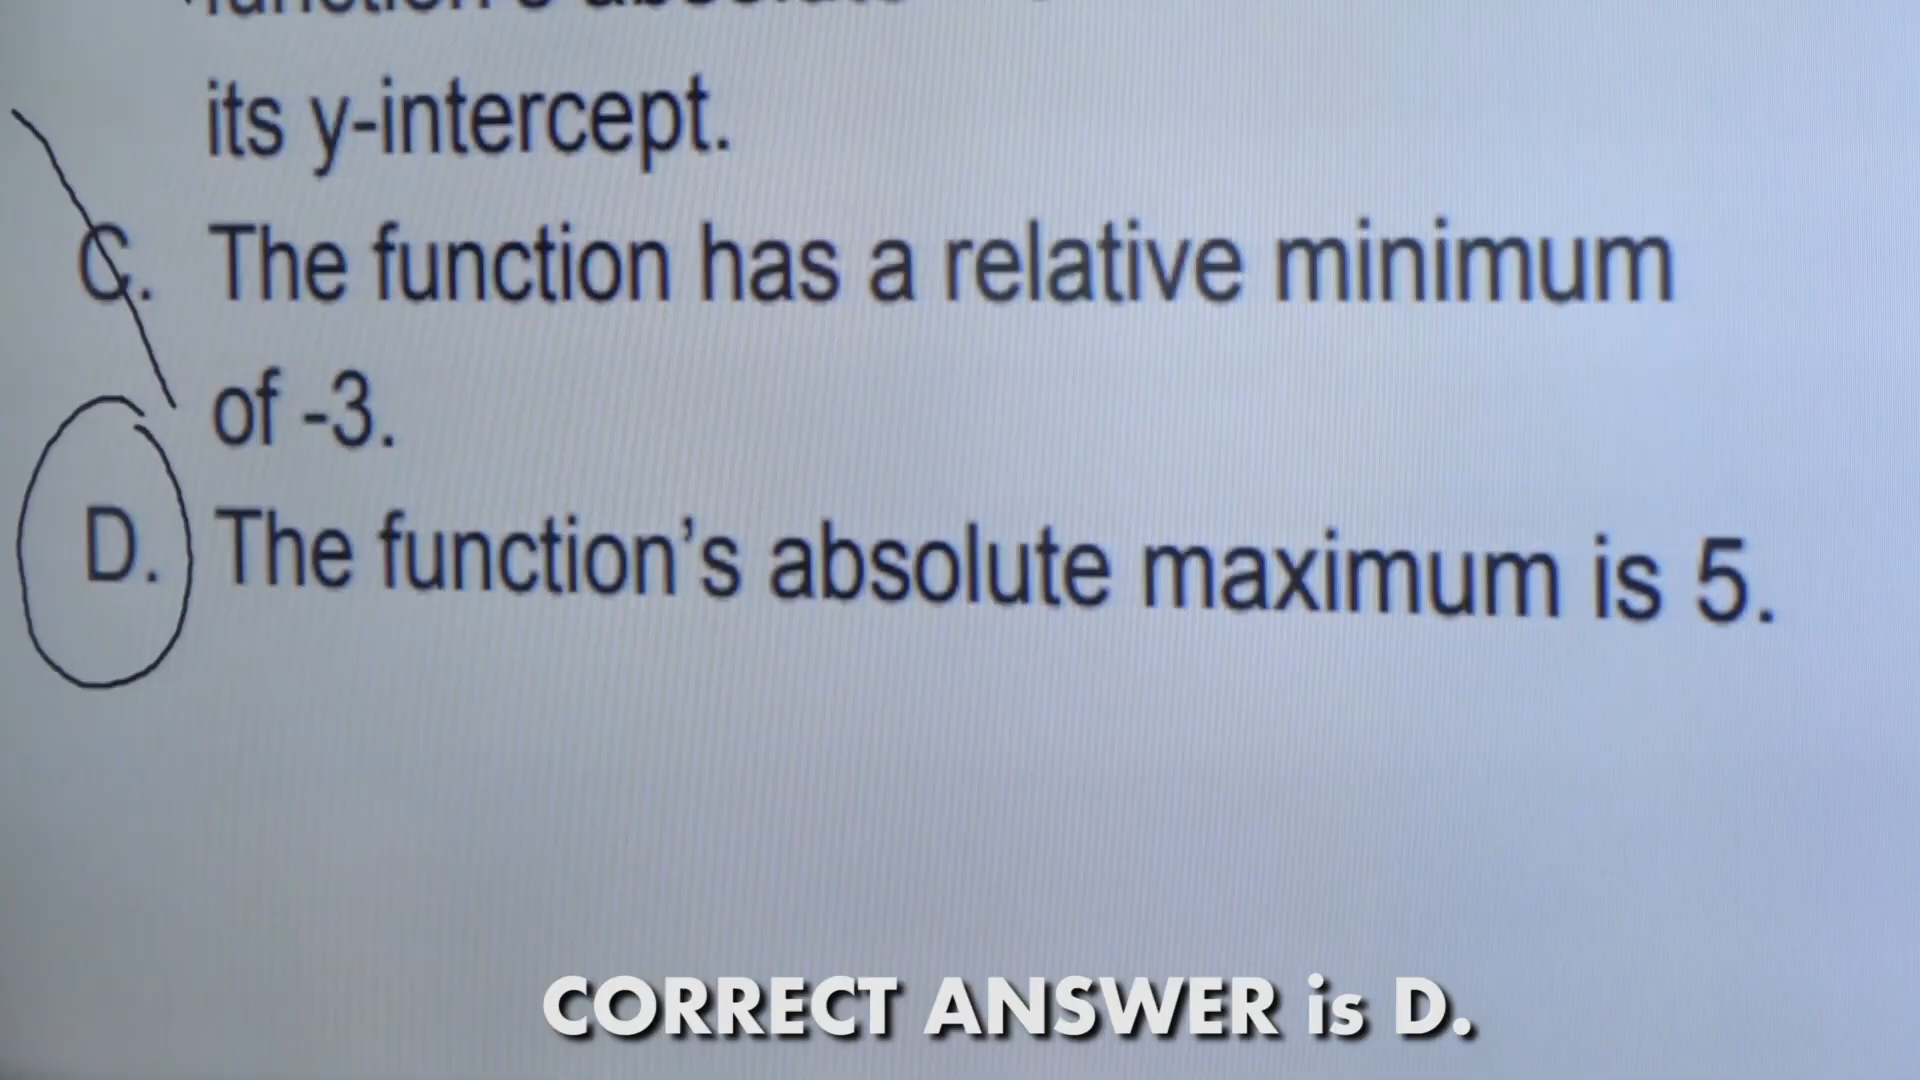 its y-intercept.
C. The function has a relative minimum
of -3.
D. The function's absolute maximum is 5.
CORRECT ANSWER is D.